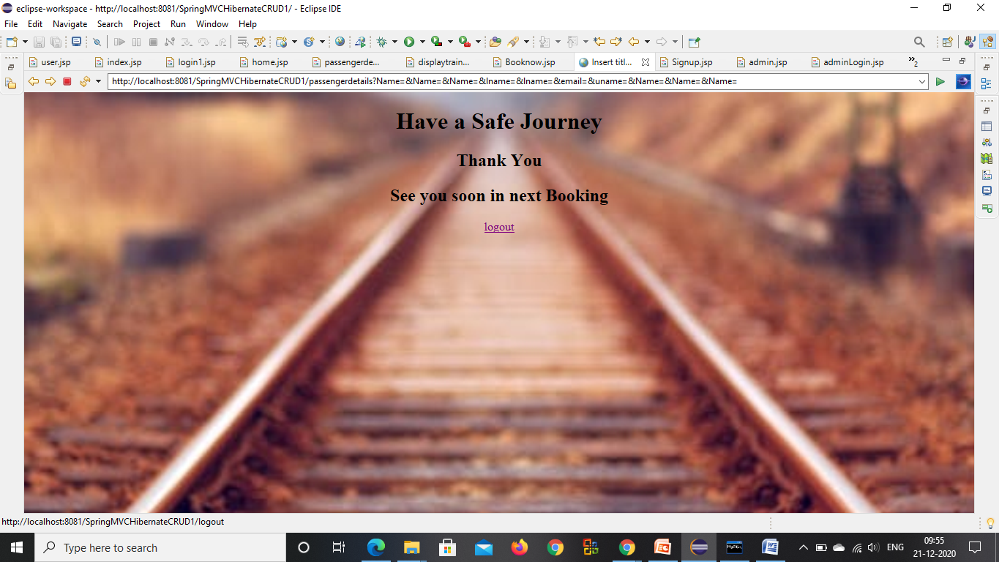 eclipse-workspace - http://localhost:8081/SpringMVCHibernateCRUD1/ - Eclipse IDE
File Edit Navigate Search Project Run Window Help
user.jsp index.jsp login1.jsp home.jsp passengerde... displaytrain... Booknow.jsp Insert titl... Signup.jsp admin.jsp adminLogin.jsp »2
http://localhost:8081/SpringMVCHibernateCRUD1/passengerdetails?Name=&Name=&Name=&lname=&lname=&email=&uname=&Name=&Name=&Name=
Have a Safe Journey
Thank You
See you soon in next Booking
logout
http://localhost:8081/SpringMVCHibernateCRUD1/logout
Type here to search
ENG
09:55
21-12-2020